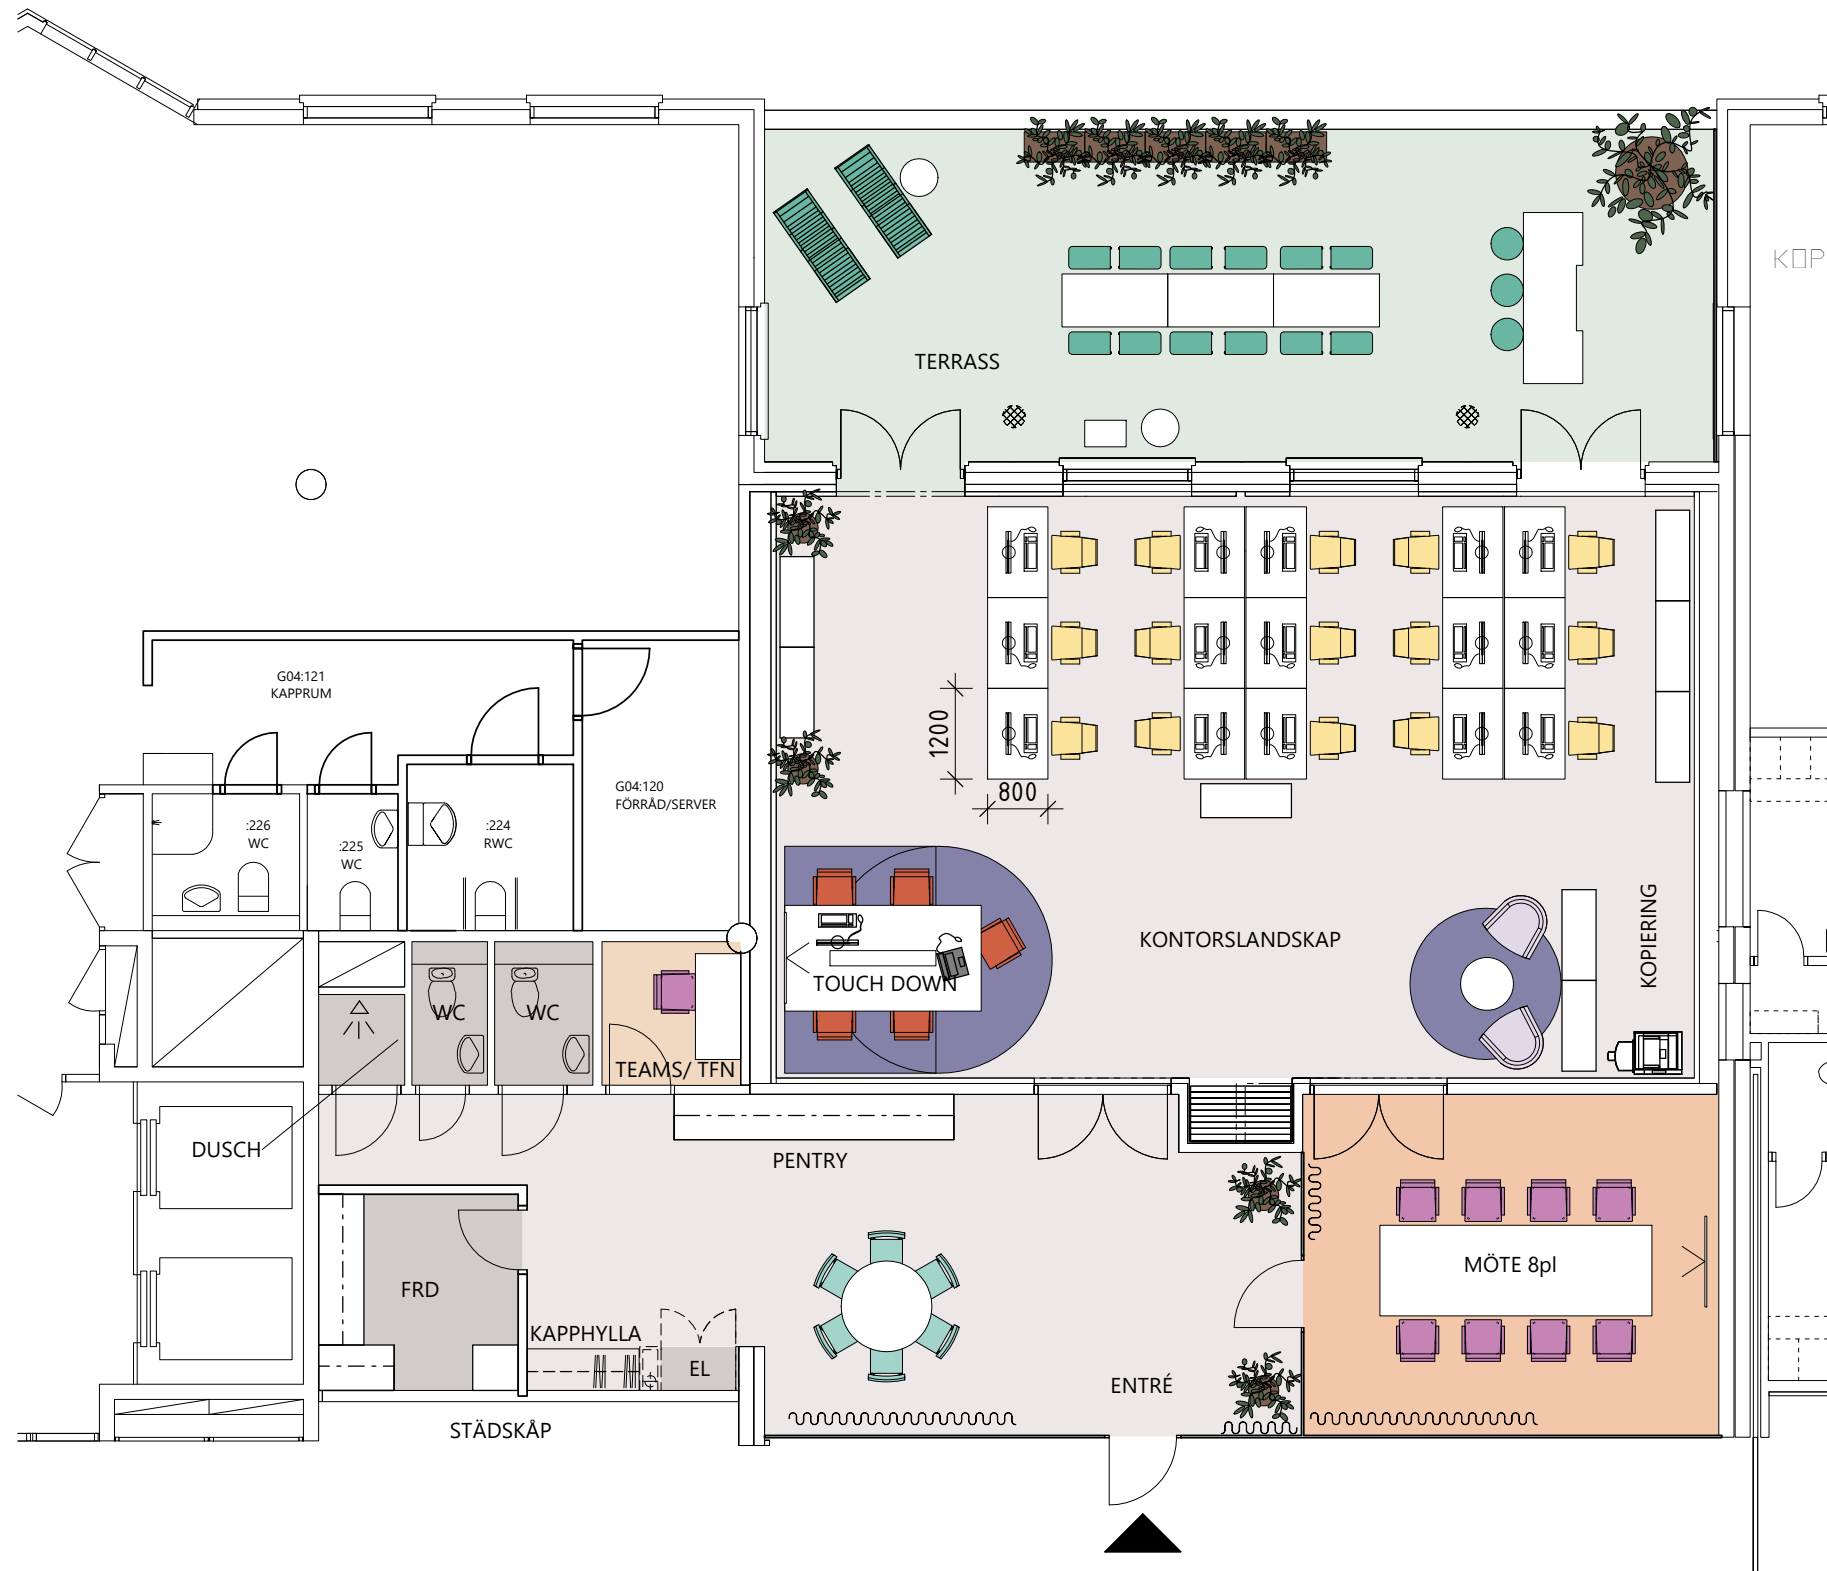 KOP
TERRASS
G04:121
KAPPRUM
1200
800
G04:120
FÖRRÅD/SERVER
:226
WC
:225
WC
:224
RWC
KONTORSLANDSKAP
KOPIERING
TOUCH DOWN
WC
WC
TEAMS/ TFN
DUSCH
PENTRY
FRD
MÖTE 8pl
KAPPHYLLA
EL
ENTRÉ
STÄDSKÅP